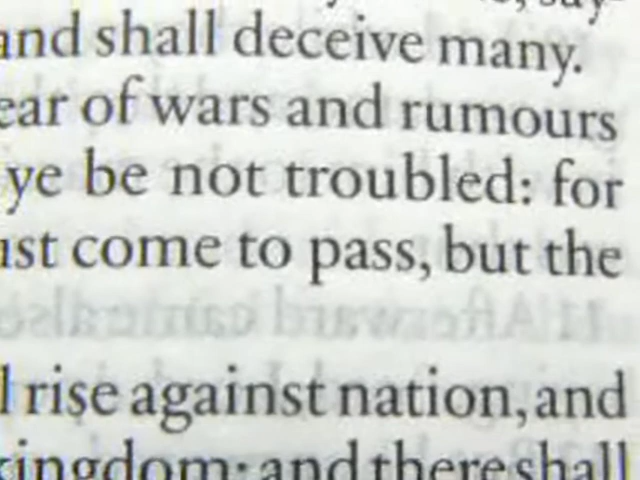 and shall deceive many.
ear of wars and rumours
ye be not troubled: for
ust come to pass, but the
l rise against nation, and
kingdom: and there shall